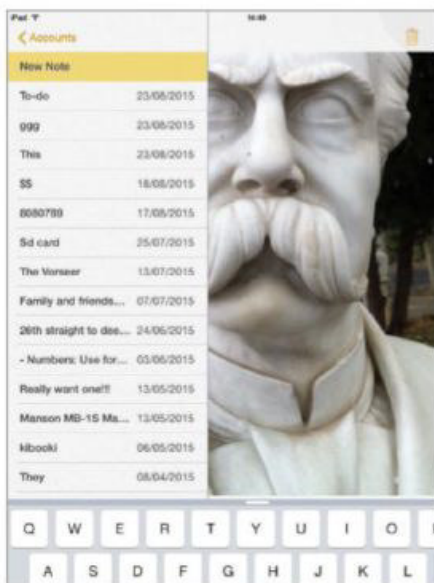 iPad
16:49
Accounts
New Note
To-do 23/08/2015
ggg 23/08/2015
This 23/08/2015
$$ 18/08/2015
8080789 17/08/2015
Sd card 25/07/2015
The Verseer 13/07/2015
Family and friends... 07/07/2015
26th straight to dee... 24/06/2015
- Numbers: Use for... 03/06/2015
Really want one!!! 13/05/2015
Manson MB-1S Ma... 13/05/2015
kibooki 06/05/2015
They 08/04/2015
Q W E R T Y U I O
A S D F G H J K L